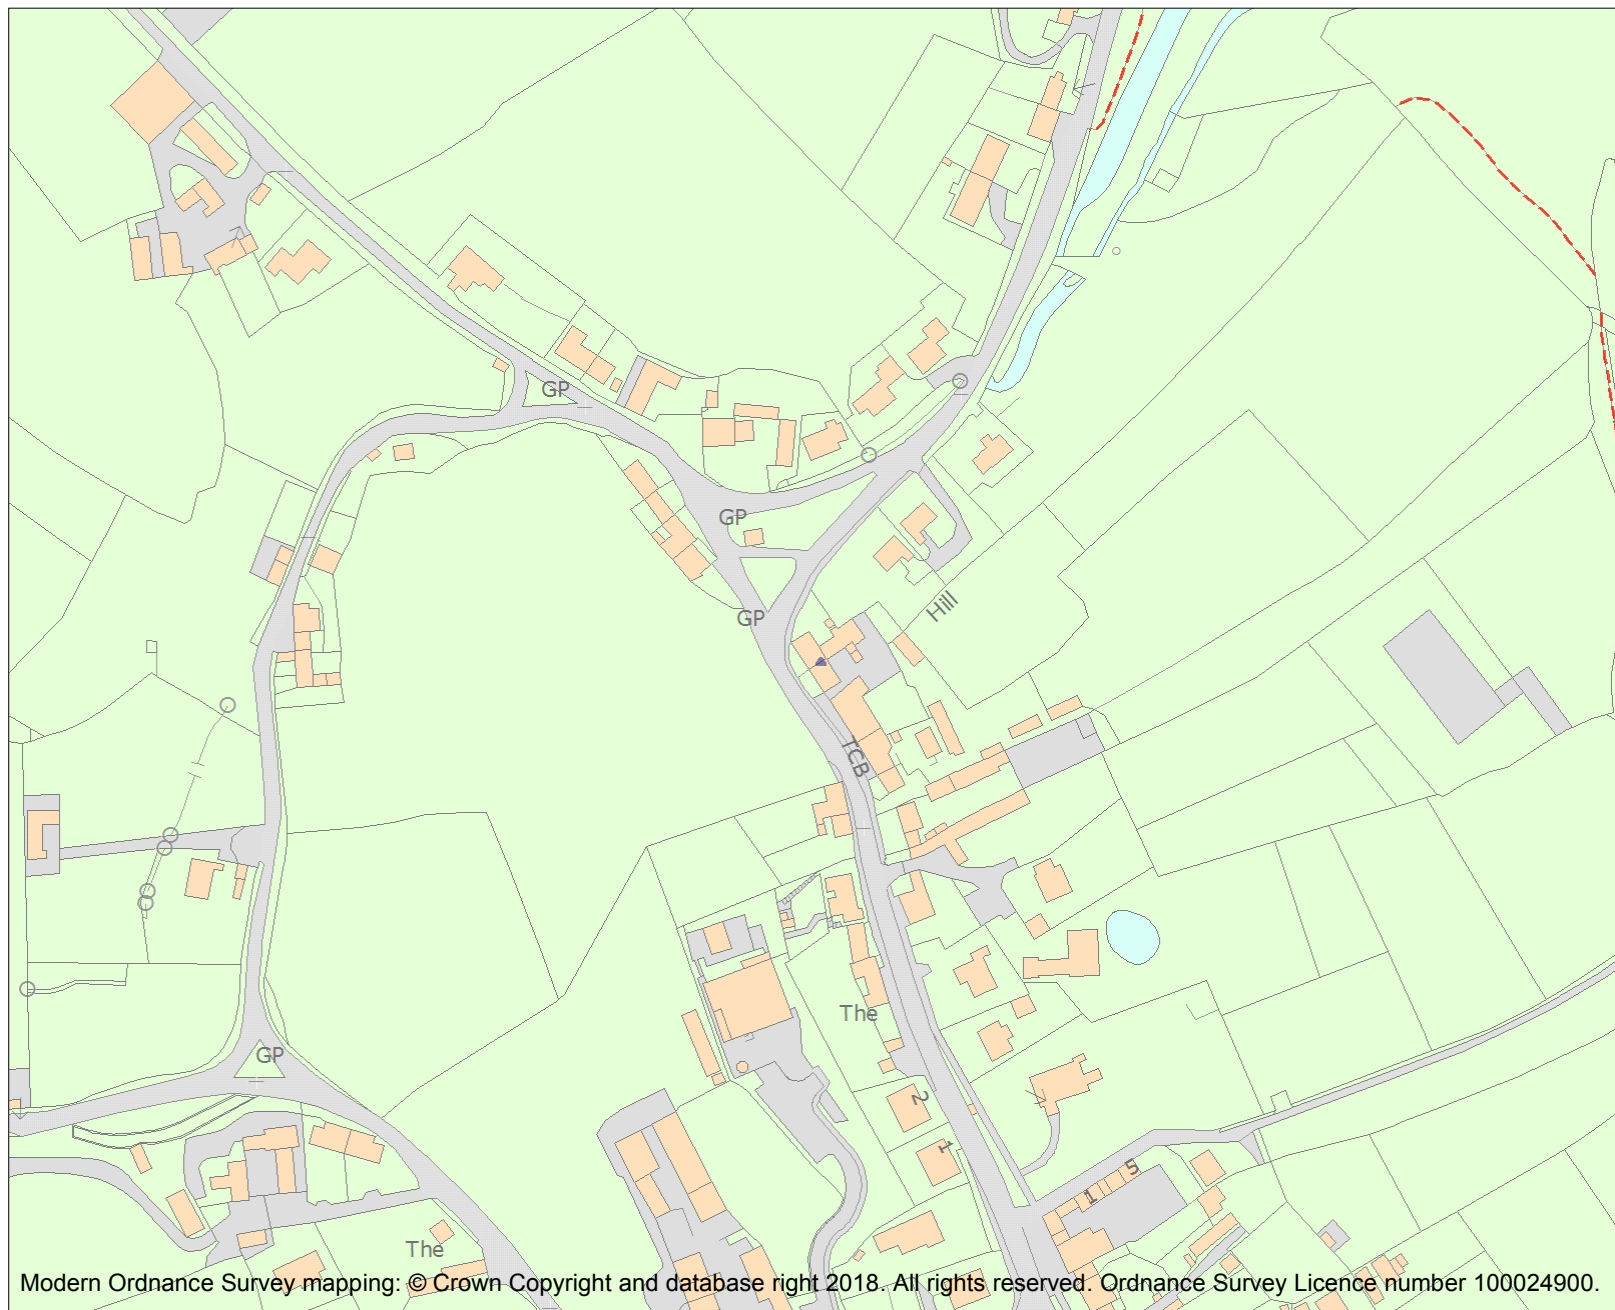 GP
GP
Hill
GP
TCB
The
GP
2
1
5
1
The
Modern Ordnance Survey mapping: © Crown Copyright and database right 2018. All rights reserved. Ordnance Survey Licence number 100024900.